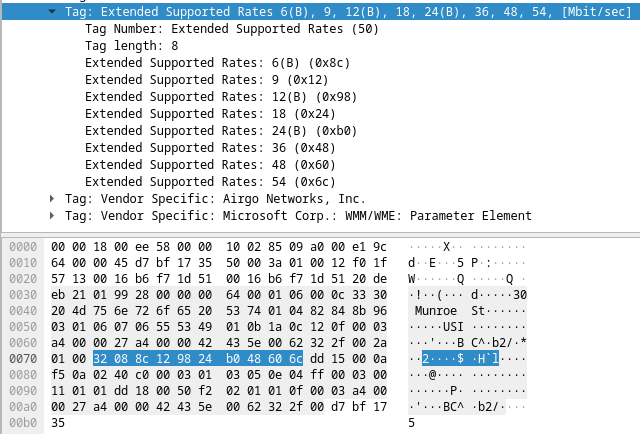 Tag: Extended Supported Rates 6(B), 9, 12(B), 18, 24(B), 36, 48, 54, [Mbit/sec]
Tag Number: Extended Supported Rates (50)
Tag length: 8
Extended Supported Rates: 6(B) (0x8c)
Extended Supported Rates: 9 (0x12)
Extended Supported Rates: 12(B) (0x98)
Extended Supported Rates: 18 (0x24)
Extended Supported Rates: 24(B) (0xb0)
Extended Supported Rates: 36 (0x48)
Extended Supported Rates: 48 (0x60)
Extended Supported Rates: 54 (0x6c)
Tag: Vendor Specific: Airgo Networks, Inc.
Tag: Vendor Specific: Microsoft Corp.: WMM/WME: Parameter Element
0000 00 00 18 00 ee 58 00 00 10 02 85 09 a0 00 e1 9c ·····X·· ········
0010 64 00 00 45 d7 bf 17 35 50 00 3a 01 00 12 f0 1f d··E···5 P·:·····
0020 57 13 00 16 b6 f7 1d 51 00 16 b6 f7 1d 51 20 de W······Q ·····Q ·
0030 eb 21 01 99 28 00 00 00 64 00 01 06 00 0c 33 30 ·!··(··· d·····30
0040 20 4d 75 6e 72 6f 65 20 53 74 01 04 82 84 8b 96 Munroe St······
0050 03 01 06 07 06 55 53 49 01 0b 1a 0c 12 0f 00 03 ·····USI ········
0060 a4 00 00 27 a4 00 00 42 43 5e 00 62 32 2f 00 2a ···'···B C^·b2/·*
0070 01 00 32 08 8c 12 98 24 b0 48 60 6c dd 15 00 0a ··2····$ ·H`l····
0080 f5 0a 02 40 c0 00 03 01 03 05 0e 04 ff 00 03 00 ···@···· ········
0090 11 01 01 dd 18 00 50 f2 02 01 01 0f 00 03 a4 00 ······P· ········
00a0 00 27 a4 00 00 42 43 5e 00 62 32 2f 00 d7 bf 17 ·'···BC^ ·b2/····
00b0 35 5